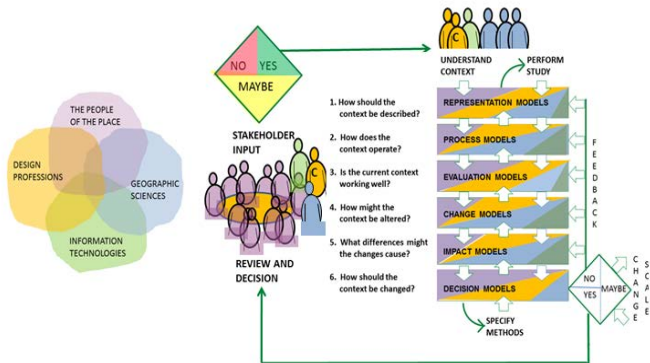 THE PEOPLE
OF THE PLACE
DESIGN
PROFESSIONS
GEOGRAPHIC
SCIENCES
INFORMATION
TECHNOLOGIES
NO YES
MAYBE
STAKEHOLDER
INPUT
C
REVIEW AND
DECISION
1. How should the
context be described?
2. How does the
context operate?
3. Is the current context
working well?
4. How might the
context be altered?
5. What differences might
the changes cause?
6. How should the
context be changed?
C
UNDERSTAND
CONTEXT
PERFORM
STUDY
REPRESENTATION MODELS
PROCESS MODELS
EVALUATION MODELS
CHANGE MODELS
IMPACT MODELS
DECISION MODELS
SPECIFY
METHODS
FEEDBACK
NO
YES
MAYBE
CHANGE
SCALE